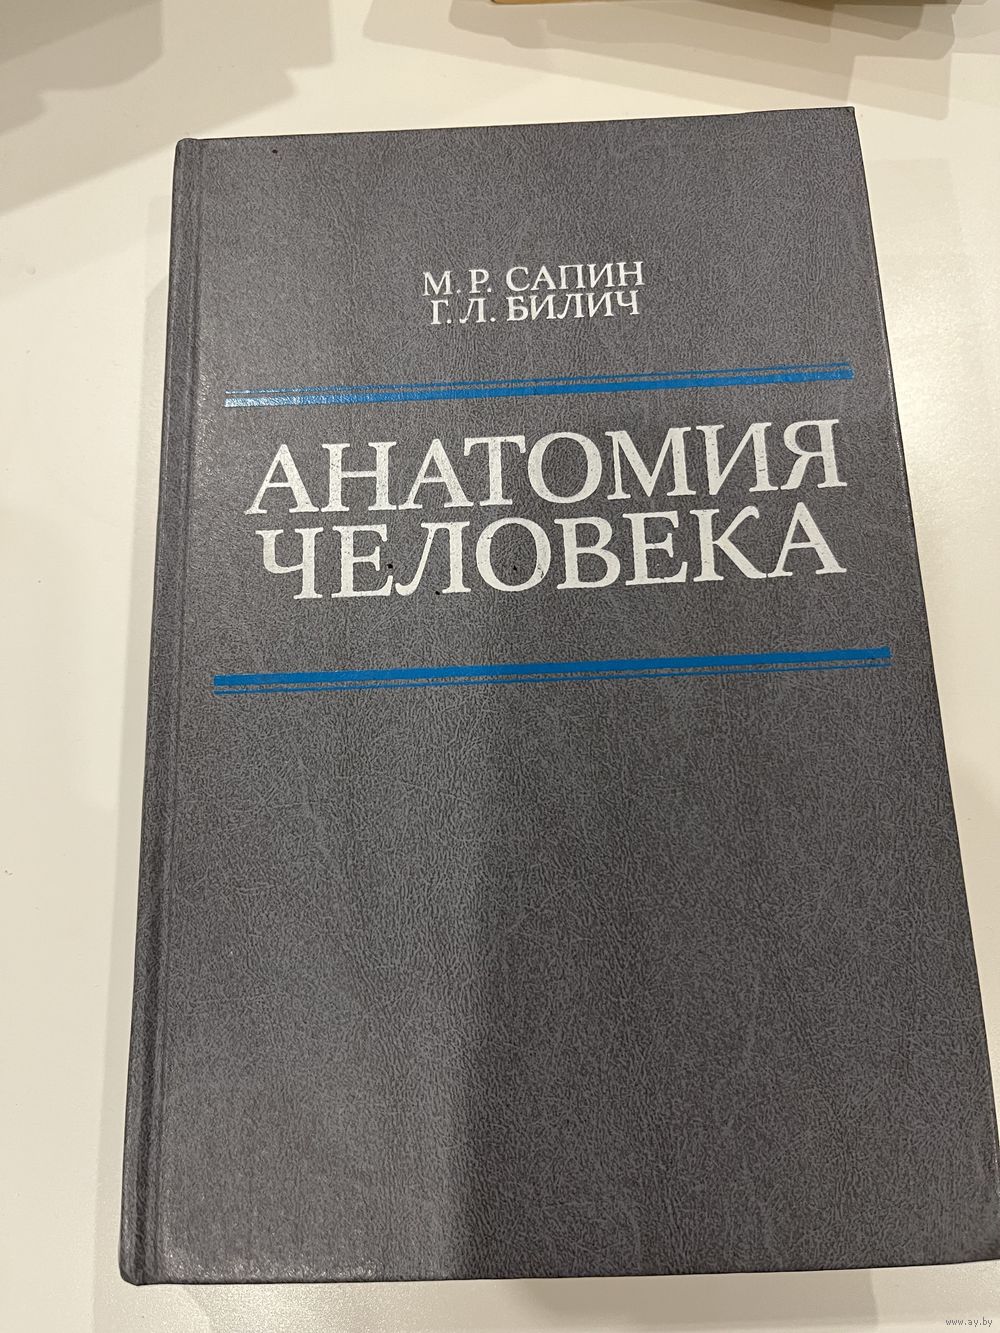 М. Р. САПИН
Г. Л. БИЛИЧ
АНАТОМИЯ
ЧЕЛОВЕКА
www.ay.by